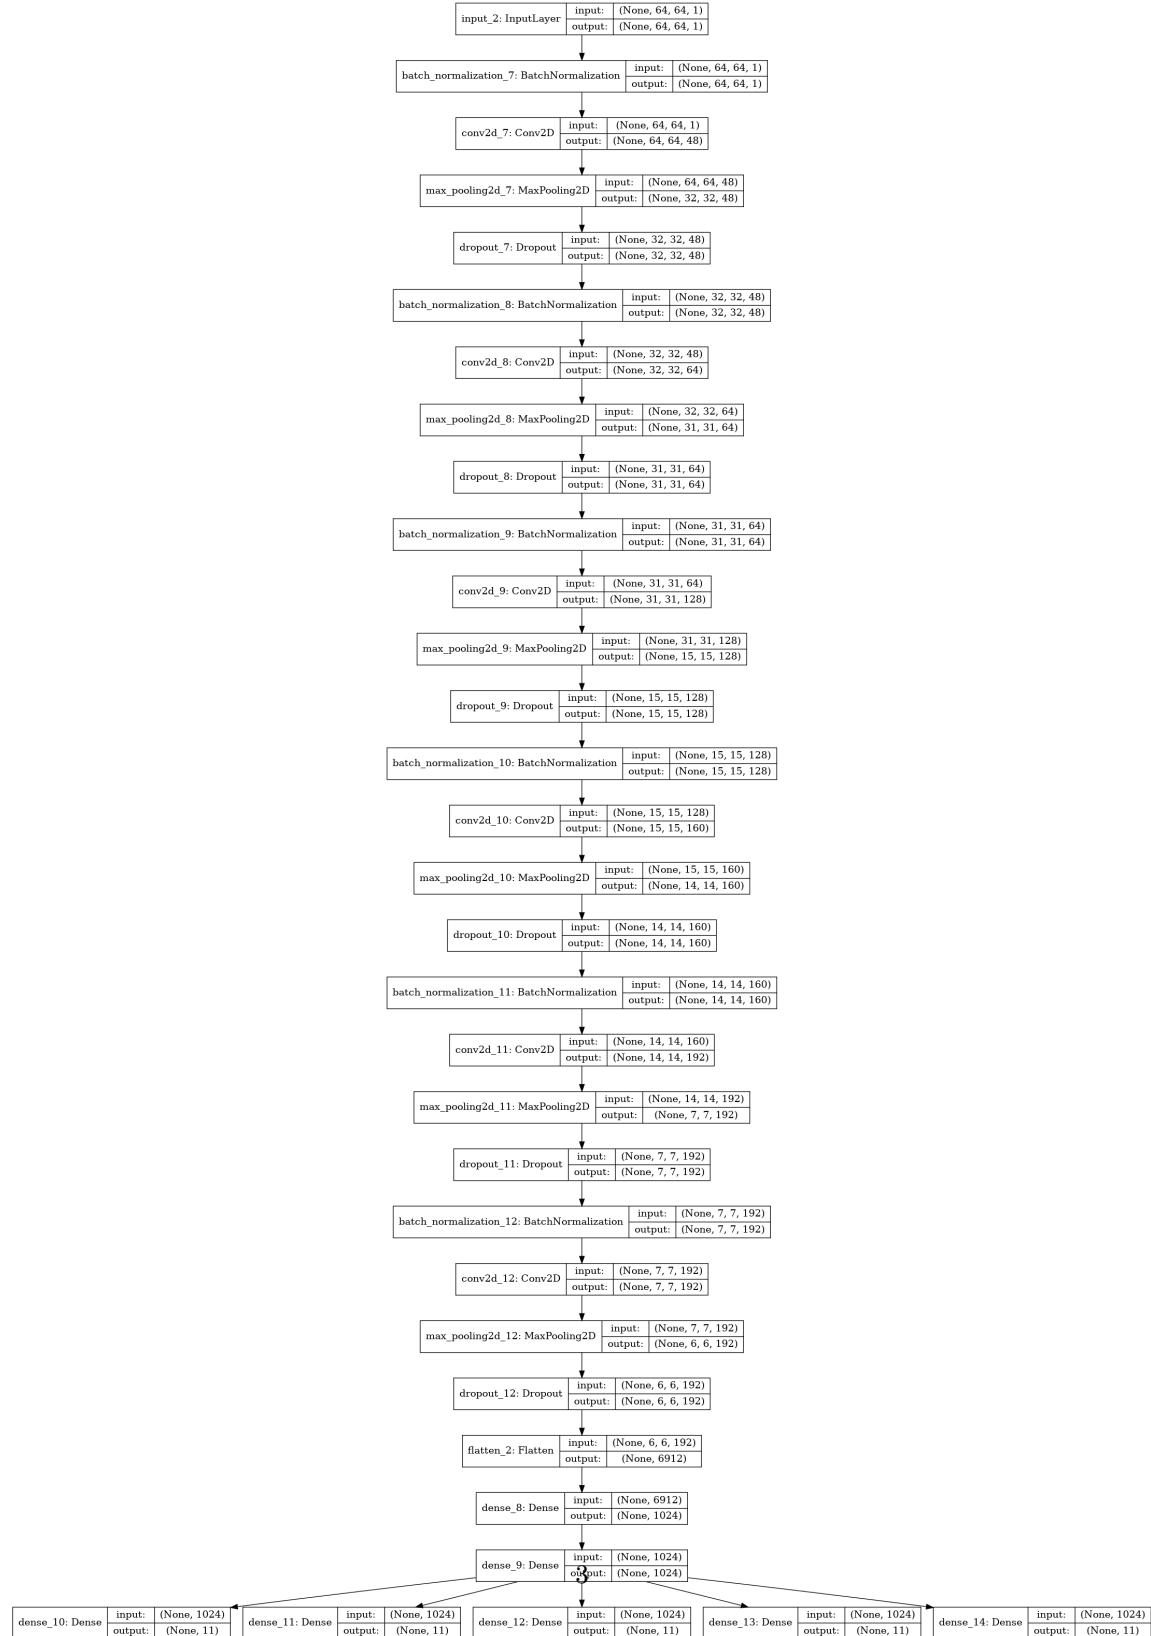 input_2: InputLayer input: (None, 64, 64, 1)
output: (None, 64, 64, 1)
batch_normalization_7: BatchNormalization input: (None, 64, 64, 1)
output: (None, 64, 64, 1)
conv2d_7: Conv2D input: (None, 64, 64, 1)
output: (None, 64, 64, 48)
max_pooling2d_7: MaxPooling2D input: (None, 64, 64, 48)
output: (None, 32, 32, 48)
dropout_7: Dropout input: (None, 32, 32, 48)
output: (None, 32, 32, 48)
batch_normalization_8: BatchNormalization input: (None, 32, 32, 48)
output: (None, 32, 32, 48)
conv2d_8: Conv2D input: (None, 32, 32, 48)
output: (None, 32, 32, 64)
max_pooling2d_8: MaxPooling2D input: (None, 32, 32, 64)
output: (None, 31, 31, 64)
dropout_8: Dropout input: (None, 31, 31, 64)
output: (None, 31, 31, 64)
batch_normalization_9: BatchNormalization input: (None, 31, 31, 64)
output: (None, 31, 31, 64)
conv2d_9: Conv2D input: (None, 31, 31, 64)
output: (None, 31, 31, 128)
max_pooling2d_9: MaxPooling2D input: (None, 31, 31, 128)
output: (None, 15, 15, 128)
dropout_9: Dropout input: (None, 15, 15, 128)
output: (None, 15, 15, 128)
batch_normalization_10: BatchNormalization input: (None, 15, 15, 128)
output: (None, 15, 15, 128)
conv2d_10: Conv2D input: (None, 15, 15, 128)
output: (None, 15, 15, 160)
max_pooling2d_10: MaxPooling2D input: (None, 15, 15, 160)
output: (None, 14, 14, 160)
dropout_10: Dropout input: (None, 14, 14, 160)
output: (None, 14, 14, 160)
batch_normalization_11: BatchNormalization input: (None, 14, 14, 160)
output: (None, 14, 14, 160)
conv2d_11: Conv2D input: (None, 14, 14, 160)
output: (None, 14, 14, 192)
max_pooling2d_11: MaxPooling2D input: (None, 14, 14, 192)
output: (None, 7, 7, 192)
dropout_11: Dropout input: (None, 7, 7, 192)
output: (None, 7, 7, 192)
batch_normalization_12: BatchNormalization input: (None, 7, 7, 192)
output: (None, 7, 7, 192)
conv2d_12: Conv2D input: (None, 7, 7, 192)
output: (None, 7, 7, 192)
max_pooling2d_12: MaxPooling2D input: (None, 7, 7, 192)
output: (None, 6, 6, 192)
dropout_12: Dropout input: (None, 6, 6, 192)
output: (None, 6, 6, 192)
flatten_2: Flatten input: (None, 6, 6, 192)
output: (None, 6912)
dense_8: Dense input: (None, 6912)
output: (None, 1024)
dense_9: Dense input: (None, 1024)
output: (None, 1024)
3
dense_10: Dense input: (None, 1024)
output: (None, 11)
dense_11: Dense input: (None, 1024)
output: (None, 11)
dense_12: Dense input: (None, 1024)
output: (None, 11)
dense_13: Dense input: (None, 1024)
output: (None, 11)
dense_14: Dense input: (None, 1024)
output: (None, 11)